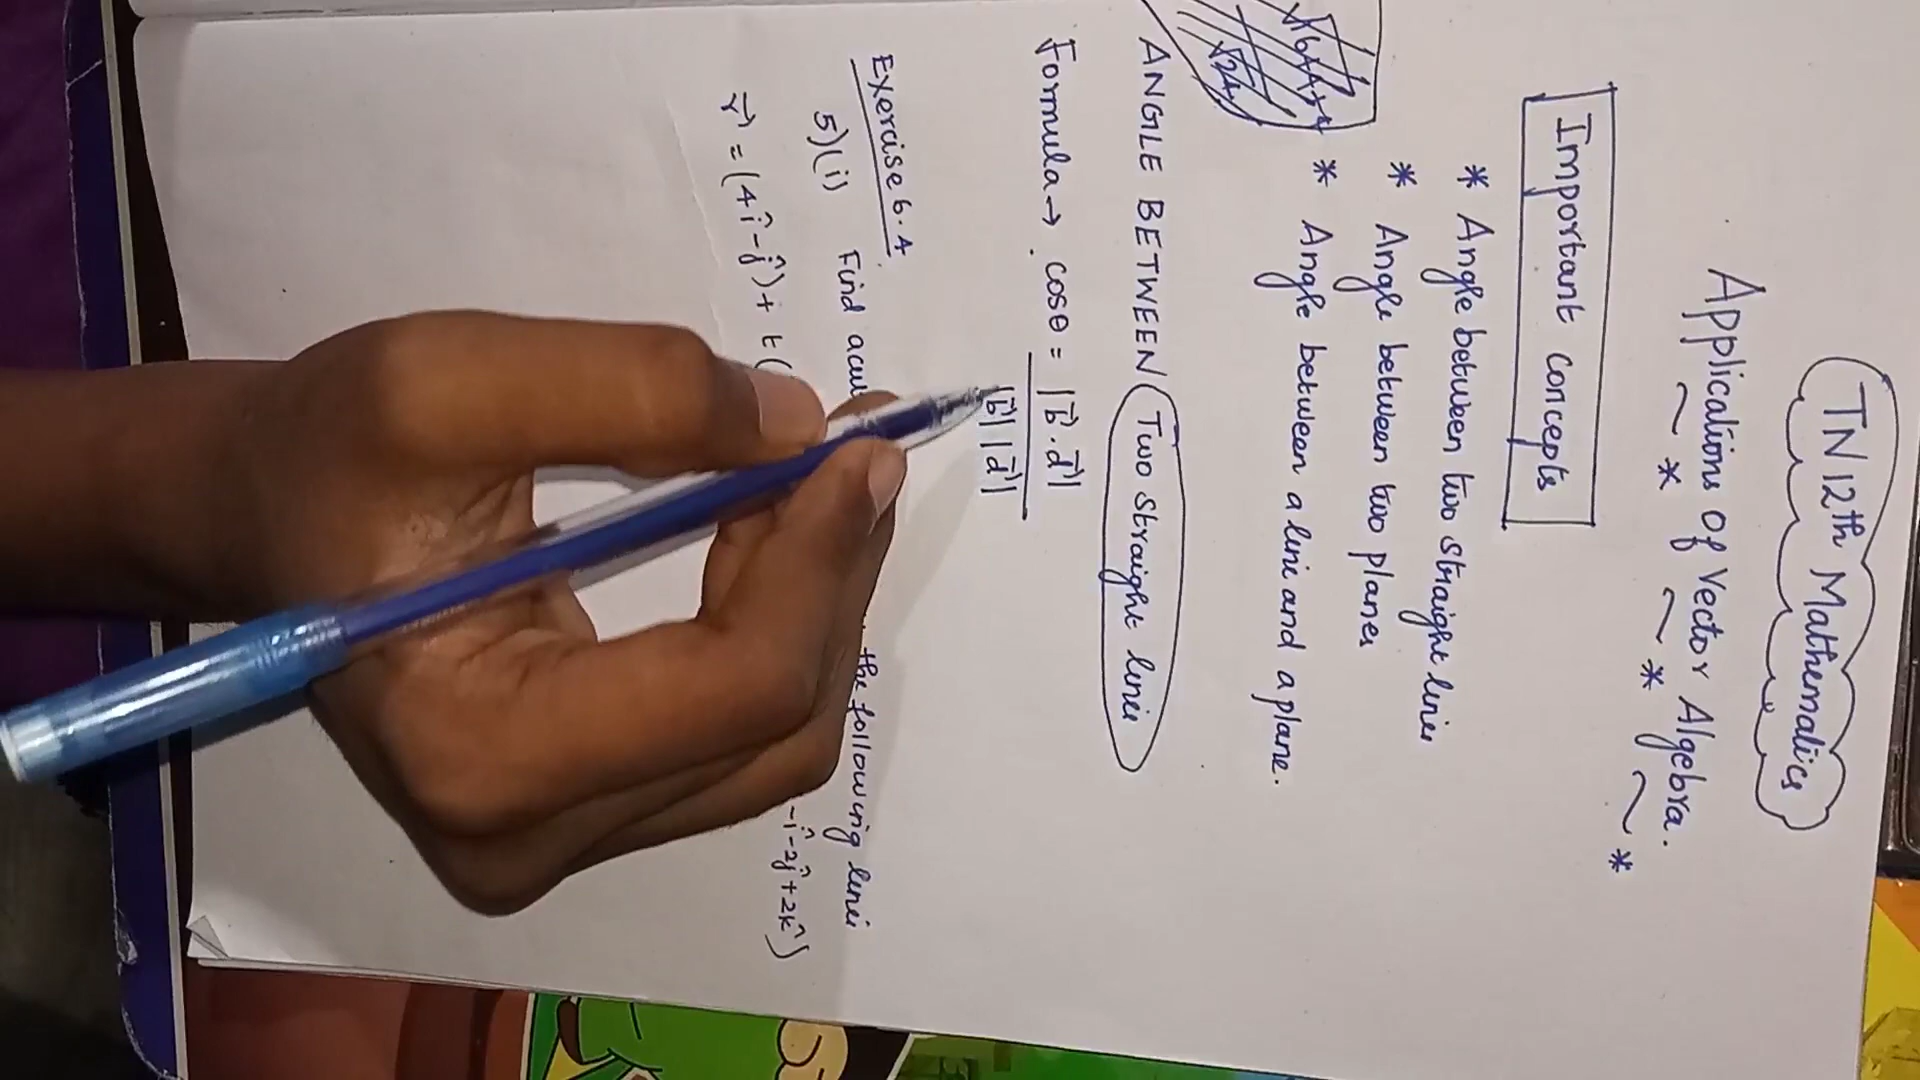 TN 12th Mathematics
Applications Of Vector Algebra.
Important concepts
* Angle between two straight lines
* Angle between two planes
* Angle between a line and a plane.
ANGLE BETWEEN Two straight lines
Formula → cosθ = |b⃗ . d⃗|
|b⃗| |d⃗|
Exercise 6.4
5) (i) Find the following lines
r⃗ = (4î - ĵ) + t ( -î - 2ĵ + 2k̂)